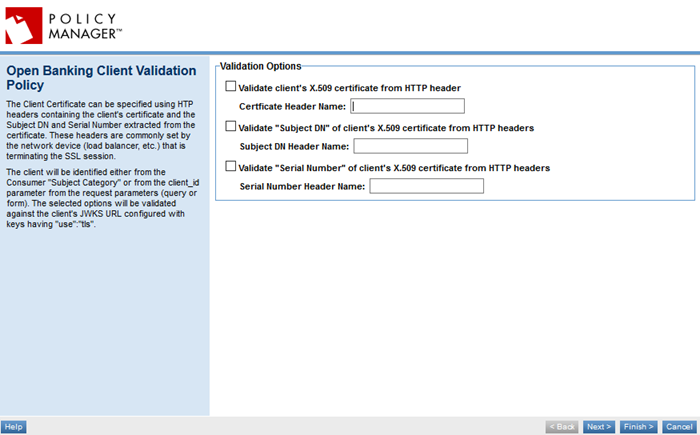 POLICY
MANAGER™
Open Banking Client Validation
Policy
The Client Certificate can be specified using HTP
headers containing the client's certificate and the
Subject DN and Serial Number extracted from the
certificate. These headers are commonly set by
the network device (load balancer, etc.) that is
terminating the SSL session.
The client will be identified either from the
Consumer "Subject Category" or from the client_id
parameter from the request parameters (query or
form). The selected options will be validated
against the client's JWKS URL configured with
keys having "use":"tls".
Validation Options
Validate client's X.509 certificate from HTTP header
Certficate Header Name:
Validate "Subject DN" of client's X.509 certificate from HTTP headers
Subject DN Header Name:
Validate "Serial Number" of client's X.509 certificate from HTTP headers
Serial Number Header Name:
Help
< Back
Next >
Finish >
Cancel